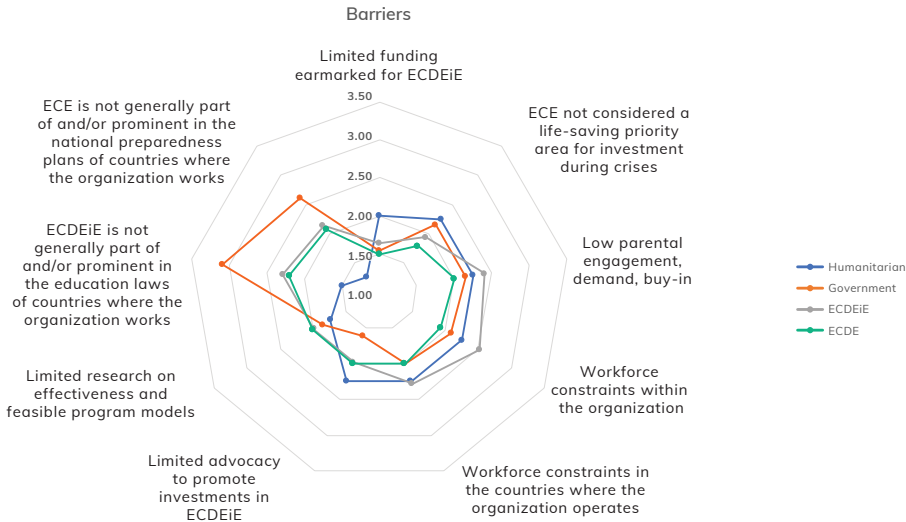 Barriers
Limited funding
earmarked for ECDEiE
ECE not considered a
life-saving priority
area for investment
during crises
Low parental
engagement,
demand, buy-in
Workforce
constraints within
the organization
Workforce constraints in
the countries where the
organization operates
Limited advocacy
to promote
investments in
ECDEiE
Limited research on
effectiveness and
feasible program models
ECDEiE is not
generally part of
and/or prominent in
the education laws
of countries where the
organization works
ECE is not generally part
of and/or prominent in the
national preparedness
plans of countries where
the organization works
3.50
3.00
2.50
2.00
1.50
1.00
Humanitarian
Government
ECDEiE
ECDE